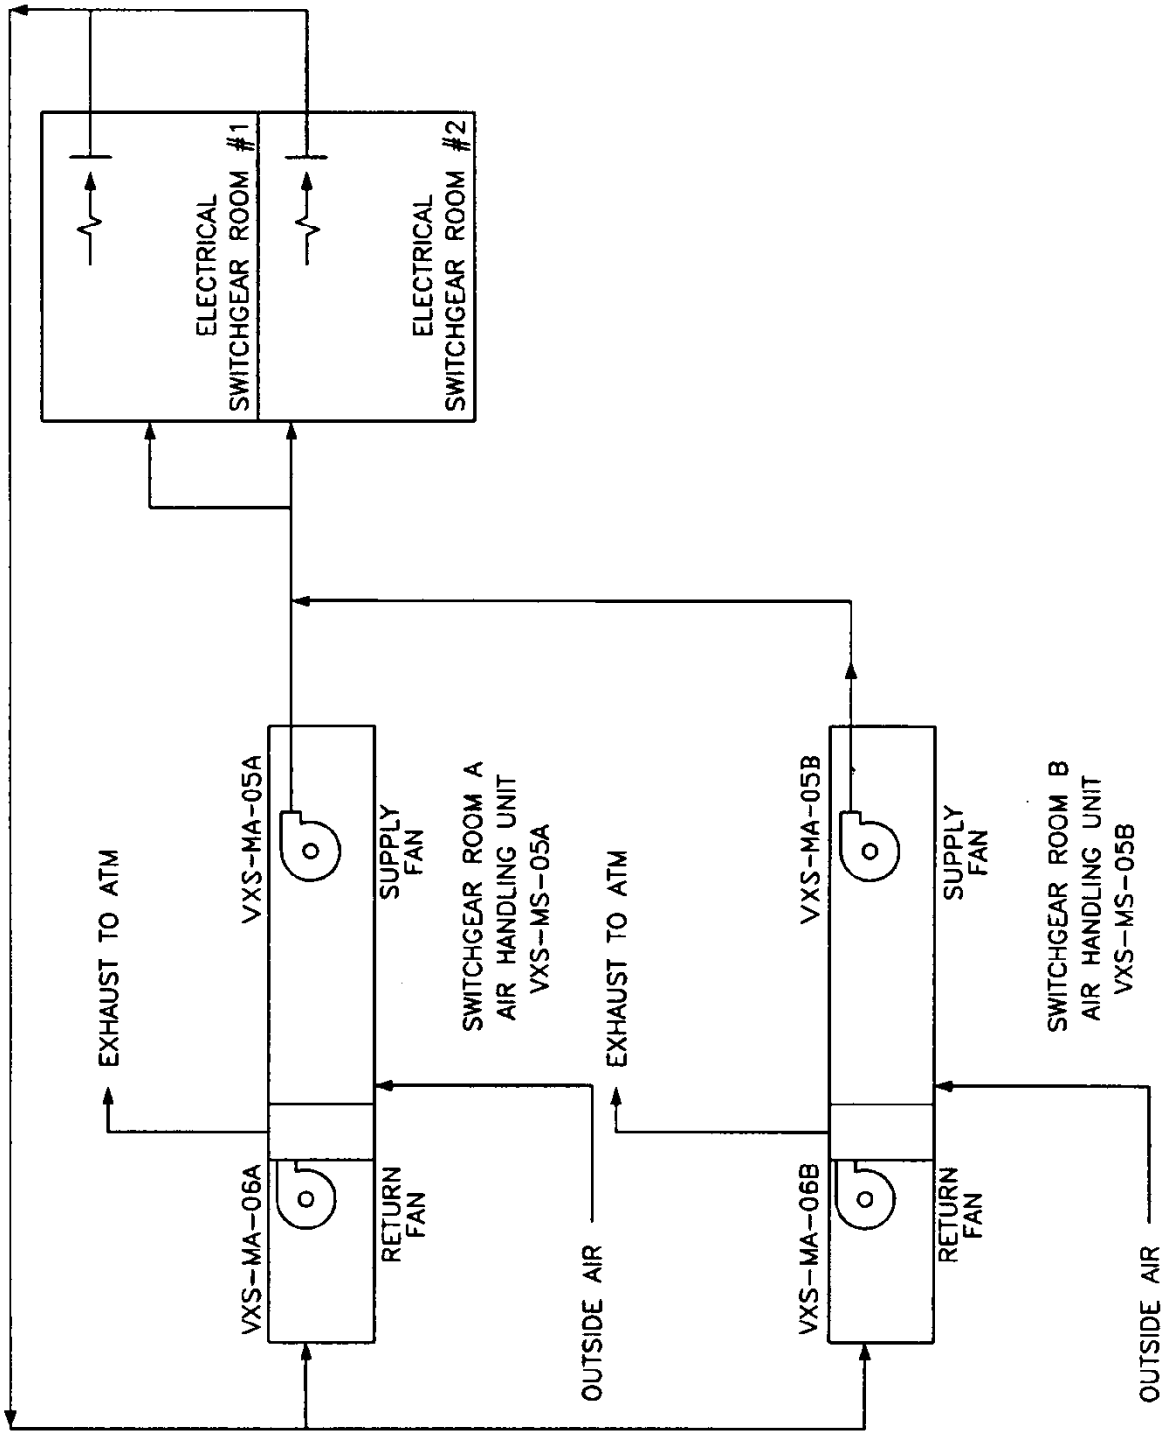 EXHAUST TO ATM
VXS-MA-06A
VXS-MA-05A
RETURN
FAN
SUPPLY
FAN
SWITCHGEAR ROOM A
AIR HANDLING UNIT
VXS-MS-05A
OUTSIDE AIR
ELECTRICAL
SWITCHGEAR ROOM #1
ELECTRICAL
SWITCHGEAR ROOM #2
EXHAUST TO ATM
VXS-MA-06B
VXS-MA-05B
RETURN
FAN
SUPPLY
FAN
SWITCHGEAR ROOM B
AIR HANDLING UNIT
VXS-MS-05B
OUTSIDE AIR